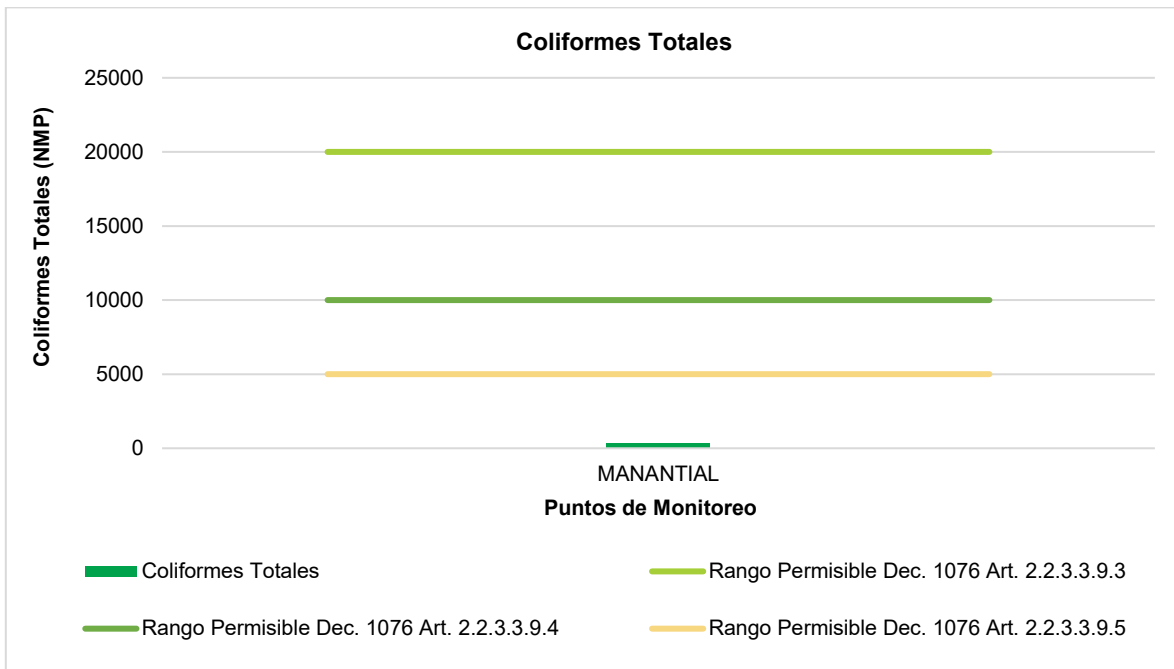 Coliformes Totales
Coliformes Totales (NMP)
25000
20000
15000
10000
5000
0
MANANTIAL
Puntos de Monitoreo
Coliformes Totales
Rango Permisible Dec. 1076 Art. 2.2.3.3.9.3
Rango Permisible Dec. 1076 Art. 2.2.3.3.9.4
Rango Permisible Dec. 1076 Art. 2.2.3.3.9.5